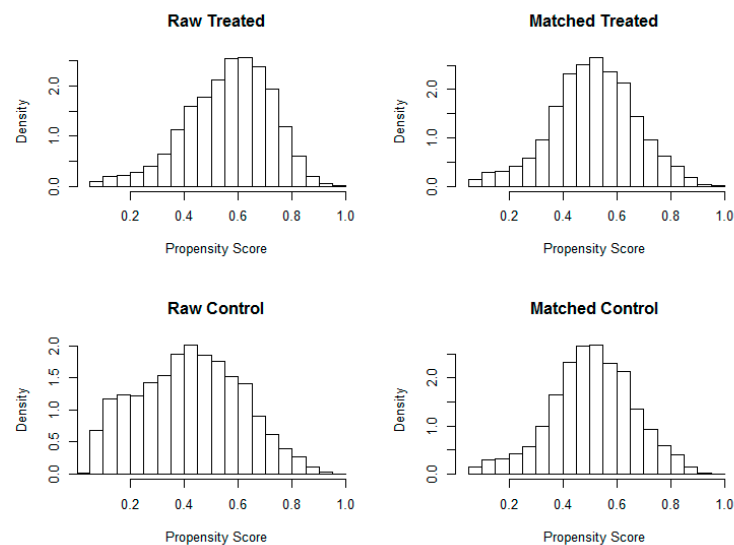 Raw Treated
Density
0.0 1.0 2.0
0.2 0.4 0.6 0.8 1.0
Propensity Score
Matched Treated
Density
0.0 1.0 2.0
0.2 0.4 0.6 0.8 1.0
Propensity Score
Raw Control
Density
0.0 0.5 1.0 1.5 2.0
0.2 0.4 0.6 0.8 1.0
Propensity Score
Matched Control
Density
0.0 1.0 2.0
0.2 0.4 0.6 0.8 1.0
Propensity Score